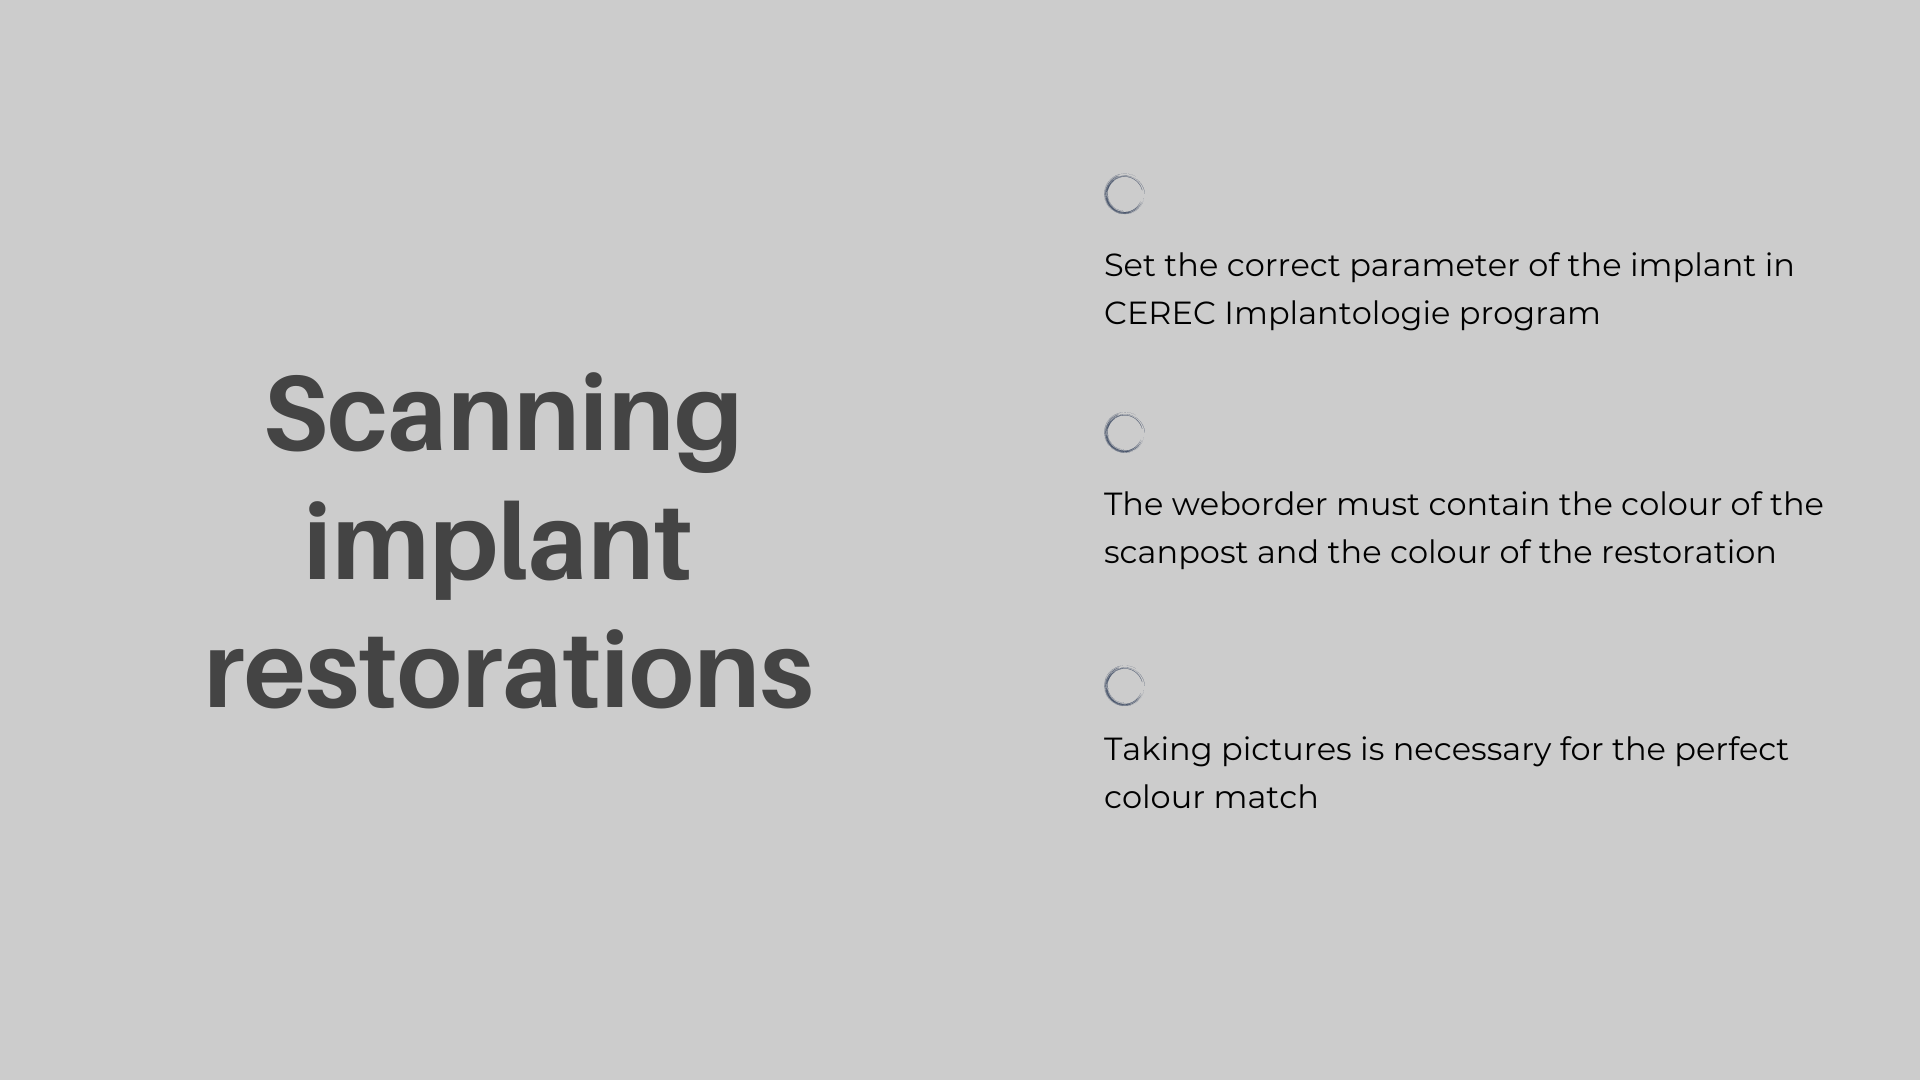 Scanning
implant
restorations
Set the correct parameter of the implant in
CEREC Implantologie program
The weborder must contain the colour of the
scanpost and the colour of the restoration
Taking pictures is necessary for the perfect
colour match